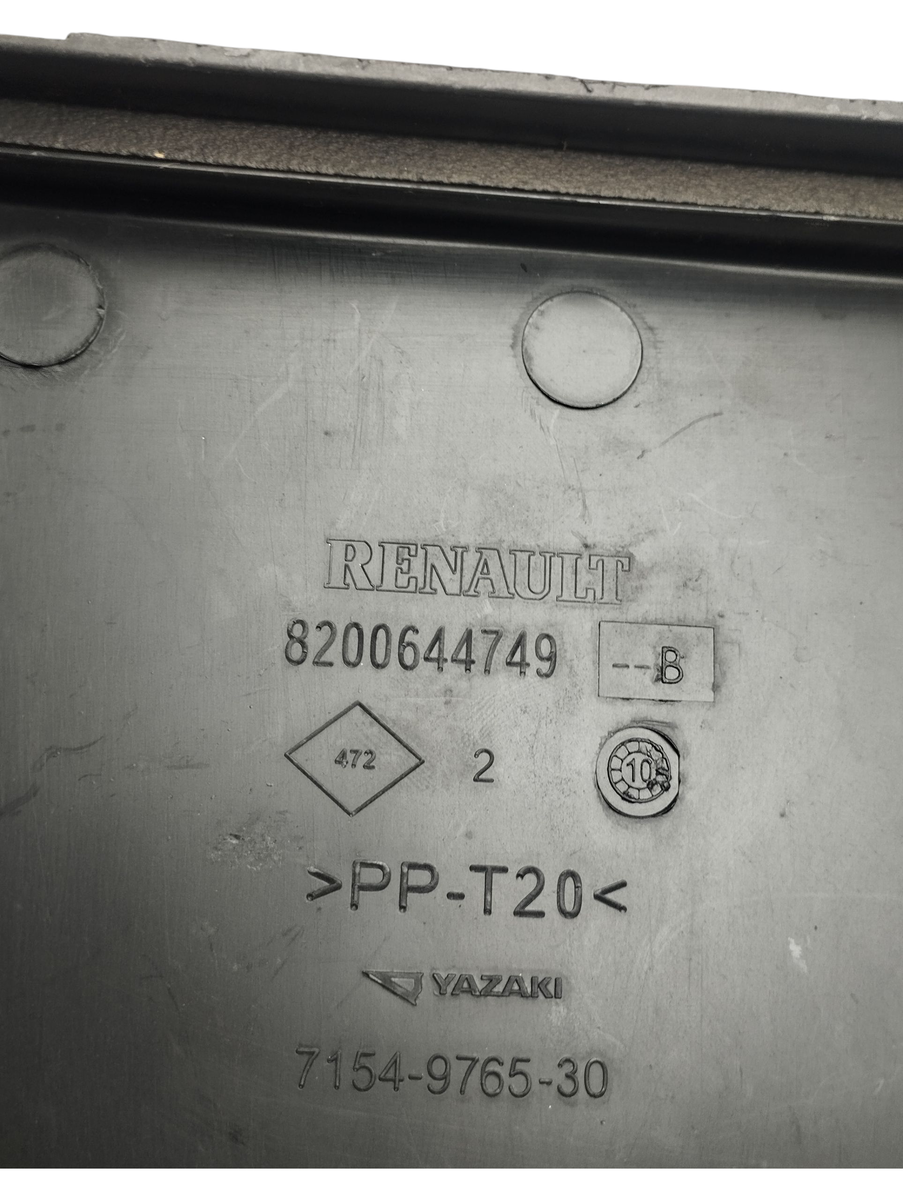 RENAULT
8200644749 --B
472 2 10
>PP-T20<
YAZAKI
7154-9765-30